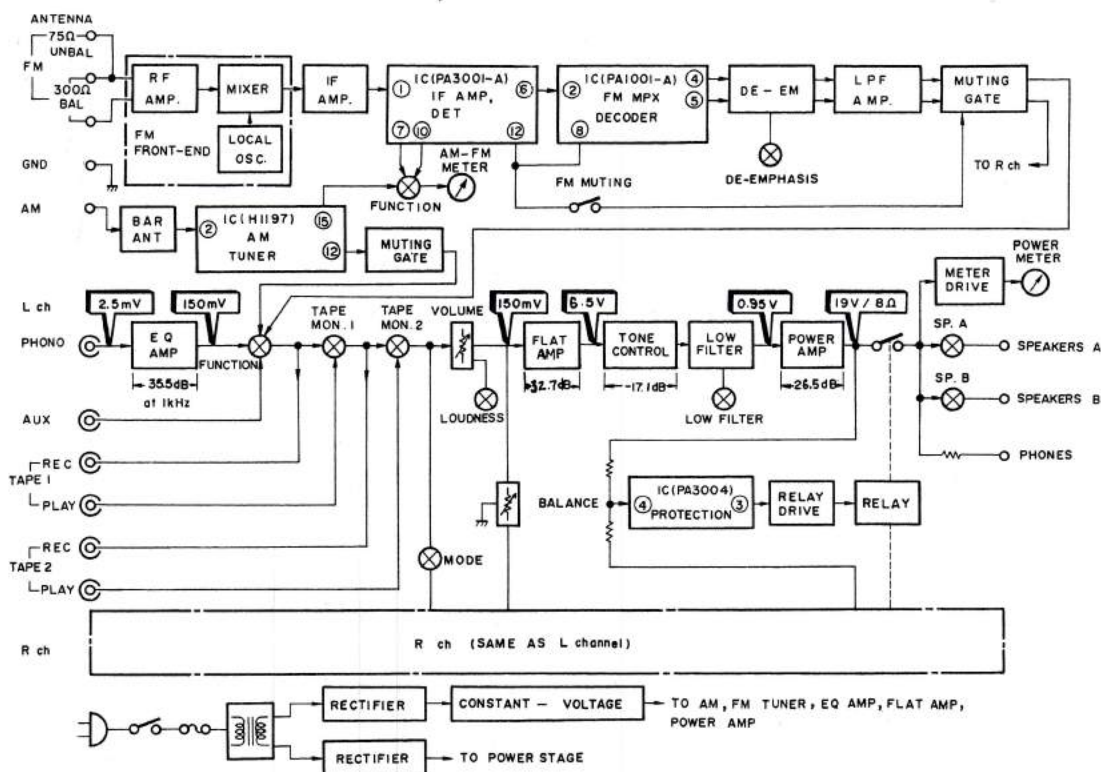 ANTENNA
75Ω
UNBAL
FM
300Ω
BAL
RF
AMP.
MIXER
LOCAL
OSC.
FM
FRONT-END
IF
AMP.
IC(PA3001-A)
IF AMP,
DET
① ⑥ ⑦ ⑩ ⑫
IC(PA1001-A)
FM MPX
DECODER
② ④ ⑤ ⑧
DE-EM
LPF
AMP.
MUTING
GATE
DE-EMPHASIS
TO R ch
FM MUTING
AM-FM
METER
FUNCTION
GND
AM
BAR
ANT
IC(H1197)
AM
TUNER
② ⑮ ⑫
MUTING
GATE
POWER
METER
METER
DRIVE
L ch
PHONO
2.5mV
EQ
AMP
35.5dB
at 1kHz
150mV
FUNCTION
TAPE
MON. 1
TAPE
MON. 2
VOLUME
LOUDNESS
150mV
FLAT
AMP
32.7dB
6.5V
TONE
CONTROL
-17.1dB
LOW
FILTER
LOW FILTER
0.95V
POWER
AMP
26.5dB
19V / 8Ω
SP. A
SPEAKERS A
SP. B
SPEAKERS B
PHONES
AUX
REC
TAPE 1
PLAY
REC
TAPE 2
PLAY
BALANCE
IC(PA3004)
④ ③
PROTECTION
RELAY
DRIVE
RELAY
MODE
R ch
R ch (SAME AS L channel)
RECTIFIER
CONSTANT - VOLTAGE
TO AM, FM TUNER, EQ AMP, FLAT AMP,
POWER AMP
RECTIFIER
TO POWER STAGE